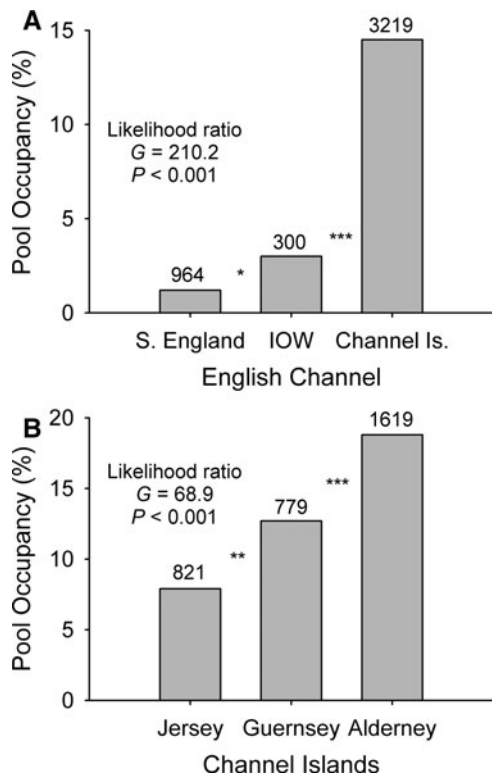 A
15
10
5
0
Pool Occupancy (%)
Likelihood ratio
G = 210.2
P < 0.001
964
*
300
***
3219
S. England IOW Channel Is.
English Channel
B
20
15
10
5
0
Pool Occupancy (%)
Likelihood ratio
G = 68.9
P < 0.001
821
**
779
***
1619
Jersey Guernsey Alderney
Channel Islands